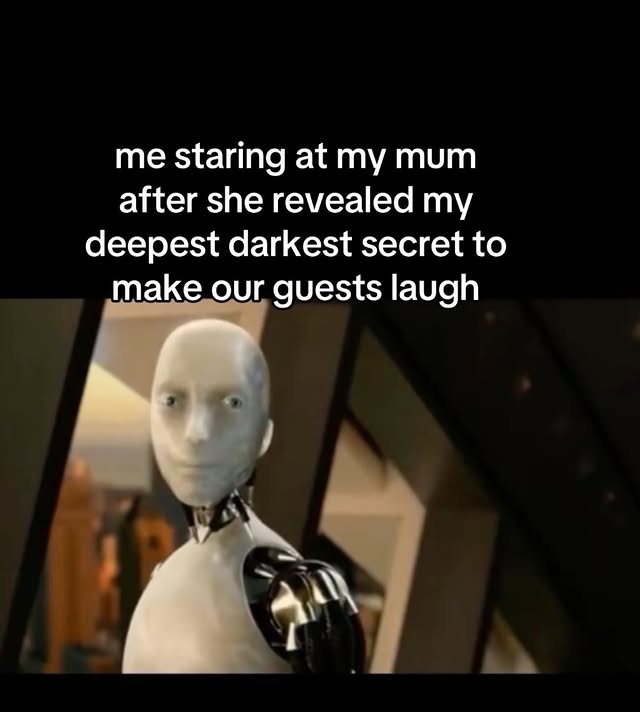 me staring at my mum
after she revealed my
deepest darkest secret to
make our guests laugh